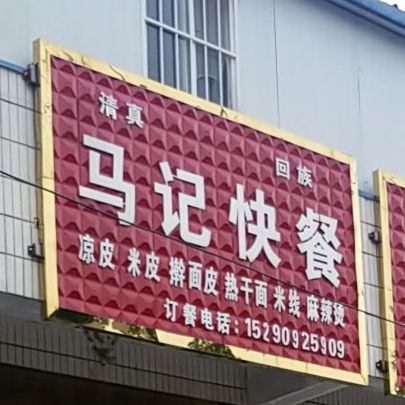 清真
回族
马记快餐
凉皮 米皮 擀面皮 热干面 米线 麻辣烫
订餐电话:15290925909